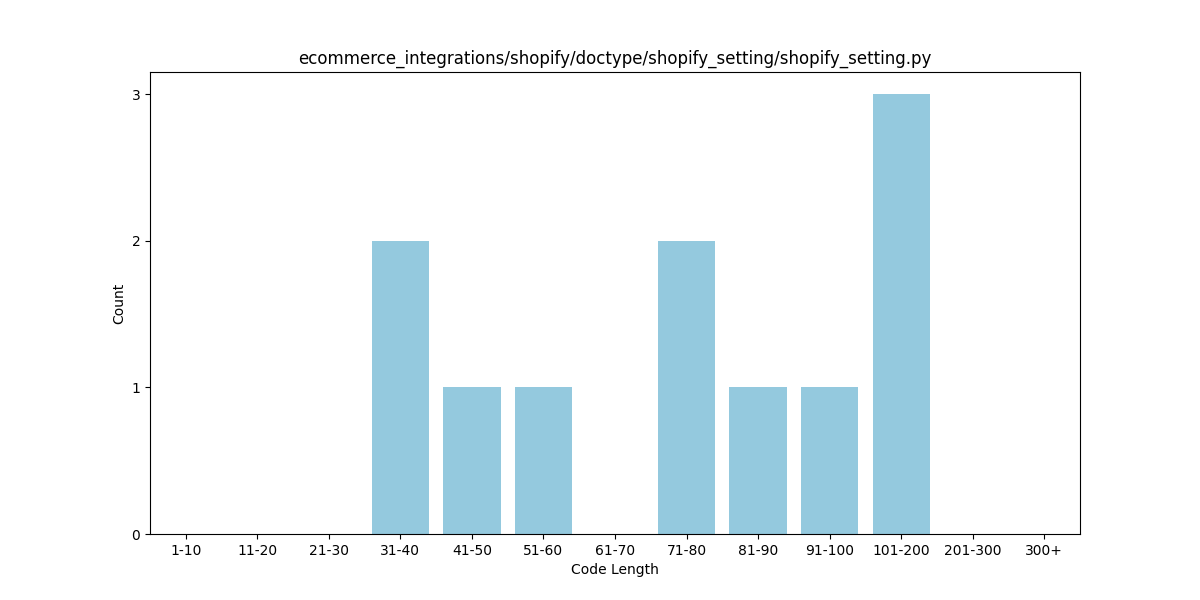 ecommerce_integrations/shopify/doctype/shopify_setting/shopify_setting.py
3
2
1
0
Count
1-10 11-20 21-30 31-40 41-50 51-60 61-70 71-80 81-90 91-100 101-200 201-300 300+
Code Length